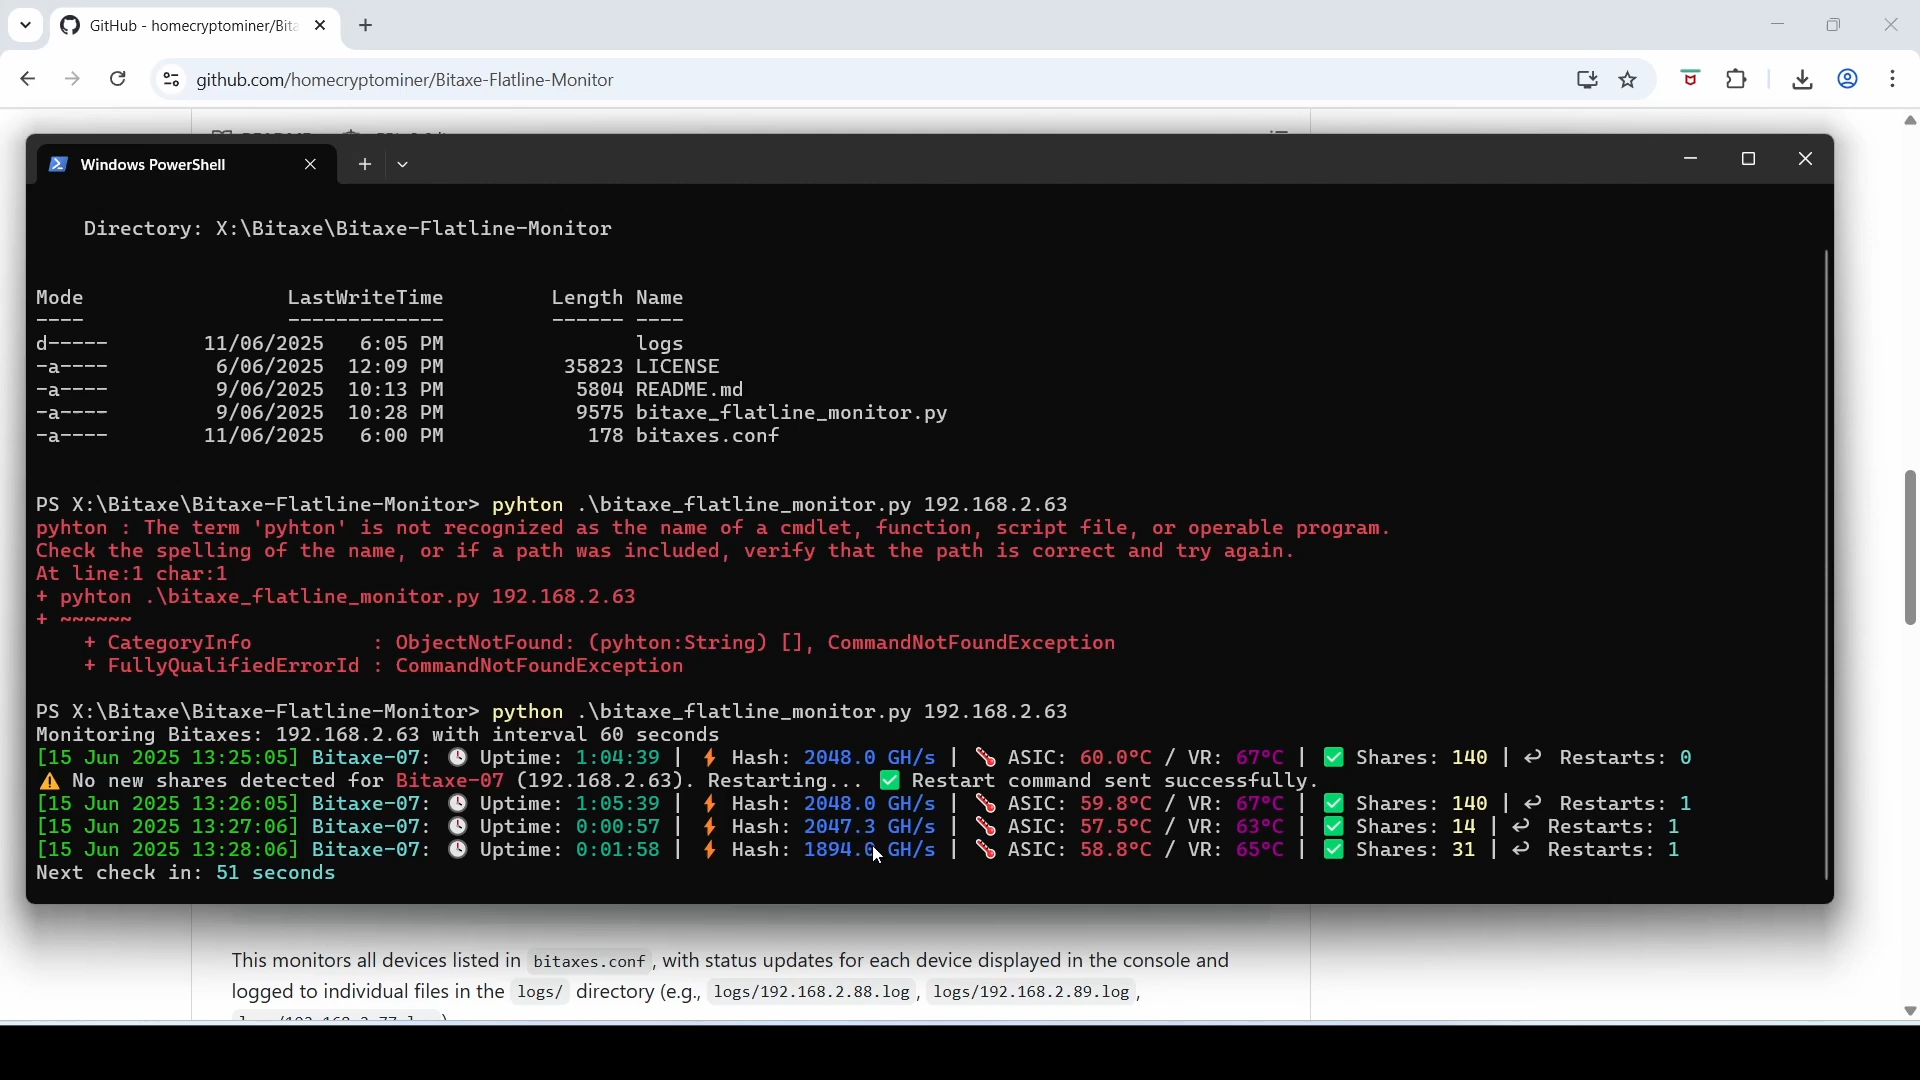 GitHub - homecryptominer/Bita
github.com/homecryptominer/Bitaxe-Flatline-Monitor
Windows PowerShell
Directory: X:\Bitaxe\Bitaxe-Flatline-Monitor
Mode LastWriteTime Length Name
---- ------------- ------ ----
d----- 11/06/2025 6:05 PM logs
-a---- 6/06/2025 12:09 PM 35823 LICENSE
-a---- 9/06/2025 10:13 PM 5804 README.md
-a---- 9/06/2025 10:28 PM 9575 bitaxe_flatline_monitor.py
-a---- 11/06/2025 6:00 PM 178 bitaxes.conf
PS X:\Bitaxe\Bitaxe-Flatline-Monitor> pyhton .\bitaxe_flatline_monitor.py 192.168.2.63
pyhton : The term 'pyhton' is not recognized as the name of a cmdlet, function, script file, or operable program.
Check the spelling of the name, or if a path was included, verify that the path is correct and try again.
At line:1 char:1
+ pyhton .\bitaxe_flatline_monitor.py 192.168.2.63
+ ~~~~~~
+ CategoryInfo : ObjectNotFound: (pyhton:String) [], CommandNotFoundException
+ FullyQualifiedErrorId : CommandNotFoundException
PS X:\Bitaxe\Bitaxe-Flatline-Monitor> python .\bitaxe_flatline_monitor.py 192.168.2.63
Monitoring Bitaxes: 192.168.2.63 with interval 60 seconds
[15 Jun 2025 13:25:05] Bitaxe-07: 🕓 Uptime: 1:04:39 | ⚡ Hash: 2048.0 GH/s | 🌡 ASIC: 60.0°C / VR: 67°C | ✅ Shares: 140 | ↩ Restarts: 0
⚠ No new shares detected for Bitaxe-07 (192.168.2.63). Restarting... ✅ Restart command sent successfully.
[15 Jun 2025 13:26:05] Bitaxe-07: 🕓 Uptime: 1:05:39 | ⚡ Hash: 2048.0 GH/s | 🌡 ASIC: 59.8°C / VR: 67°C | ✅ Shares: 140 | ↩ Restarts: 1
[15 Jun 2025 13:27:06] Bitaxe-07: 🕓 Uptime: 0:00:57 | ⚡ Hash: 2047.3 GH/s | 🌡 ASIC: 57.5°C / VR: 63°C | ✅ Shares: 14 | ↩ Restarts: 1
[15 Jun 2025 13:28:06] Bitaxe-07: 🕓 Uptime: 0:01:58 | ⚡ Hash: 1894.0 GH/s | 🌡 ASIC: 58.8°C / VR: 65°C | ✅ Shares: 31 | ↩ Restarts: 1
Next check in: 51 seconds
This monitors all devices listed in bitaxes.conf, with status updates for each device displayed in the console and
logged to individual files in the logs/ directory (e.g., logs/192.168.2.88.log, logs/192.168.2.89.log,